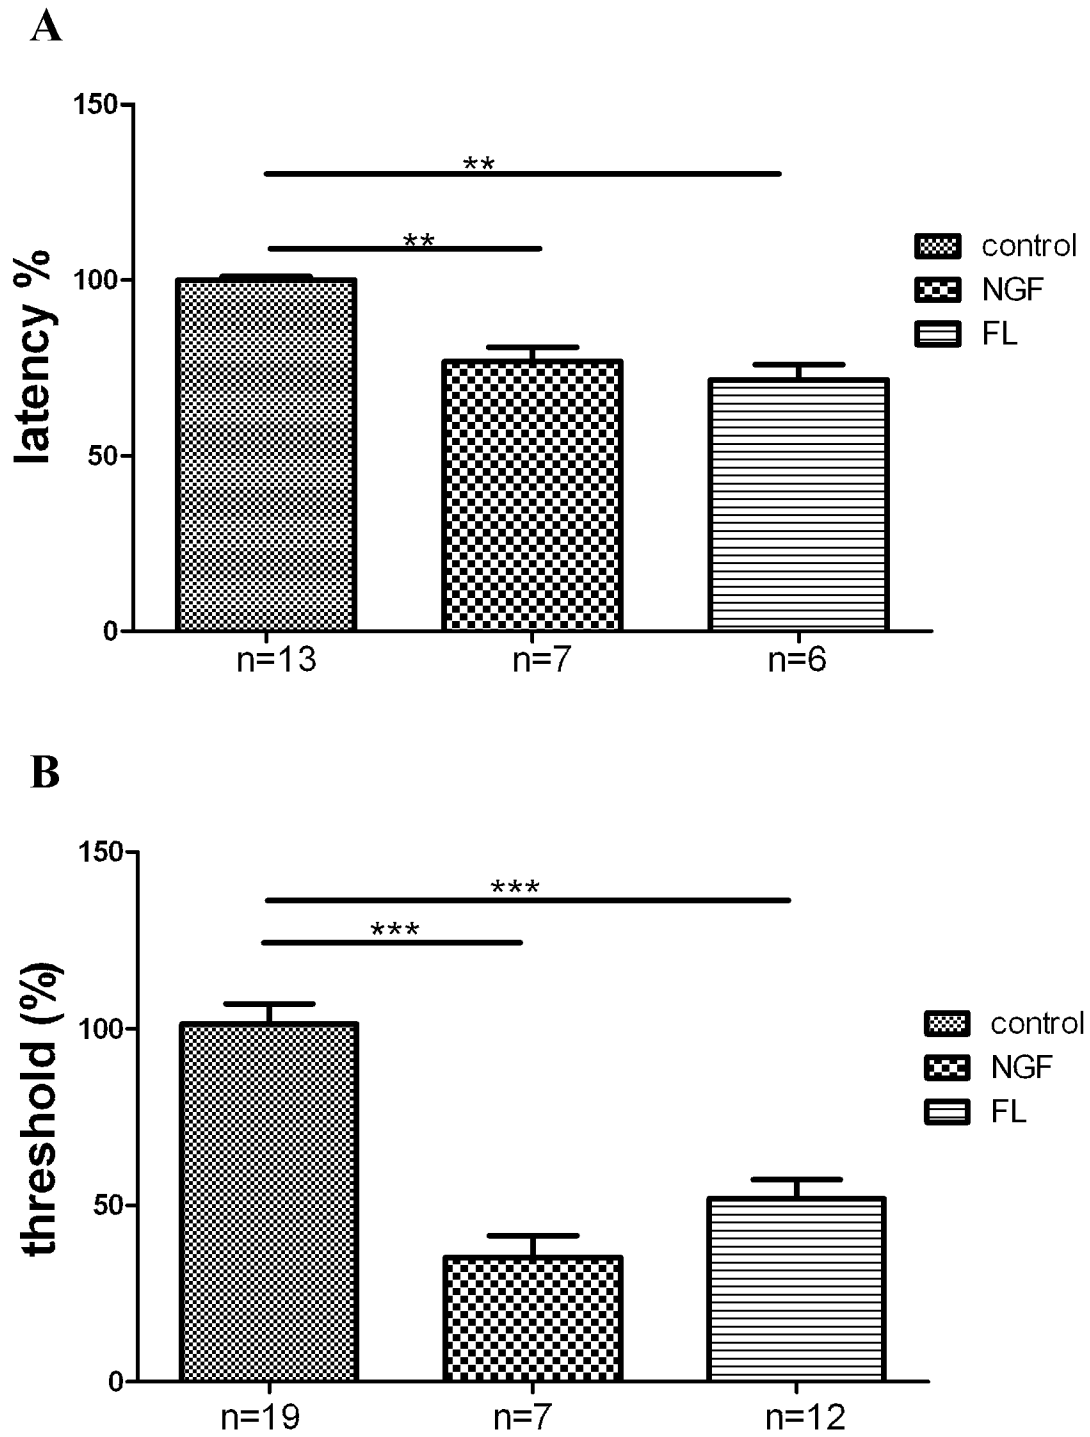 A
150
**
**
control
100
NGF
FL
latency %
50
0
n=13 n=7 n=6
B
150
***
***
100
control
NGF
FL
threshold (%)
50
0
n=19 n=7 n=12